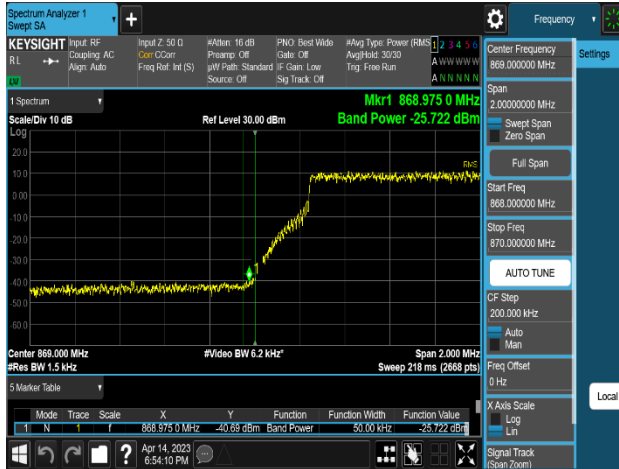 Spectrum Analyzer 1
Swept SA
+
Frequency
Settings
KEYSIGHT
RL
Input: RF
Coupling: AC
Align: Auto
Input Z: 50 Ω
Corr CCorr
Freq Ref: Int (S)
#Atten: 16 dB
Preamp: Off
µW Path: Standard
Source: Off
PNO: Best Wide
Gate: Off
IF Gain: Low
Sig Track: Off
#Avg Type: Power (RMS
Avg|Hold: 30/30
Trig: Free Run
1 2 3 4 5 6
A W W W W W
A N N N N N
1 Spectrum
Scale/Div 10 dB
Ref Level 30.00 dBm
Mkr1 868.975 0 MHz
Band Power -25.722 dBm
Log
20.0
10.0
0.00
-10.0
-20.0
-30.0
-40.0
-50.0
-60.0
RMS
Center 869.000 MHz
#Video BW 6.2 kHz*
Span 2.000 MHz
#Res BW 1.5 kHz
Sweep 218 ms (2668 pts)
5 Marker Table
Mode Trace Scale X Y Function Function Width Function Value
1 N 1 f 868.975 0 MHz -40.69 dBm Band Power 50.00 kHz -25.722 dBm
Apr 14, 2023
6:54:10 PM
?
Center Frequency
869.000000 MHz
Span
2.00000000 MHz
Swept Span
Zero Span
Full Span
Start Freq
868.000000 MHz
Stop Freq
870.000000 MHz
AUTO TUNE
CF Step
200.000 kHz
Auto
Man
Freq Offset
0 Hz
X Axis Scale
Log
Lin
Signal Track
(Span Zoom)
Local